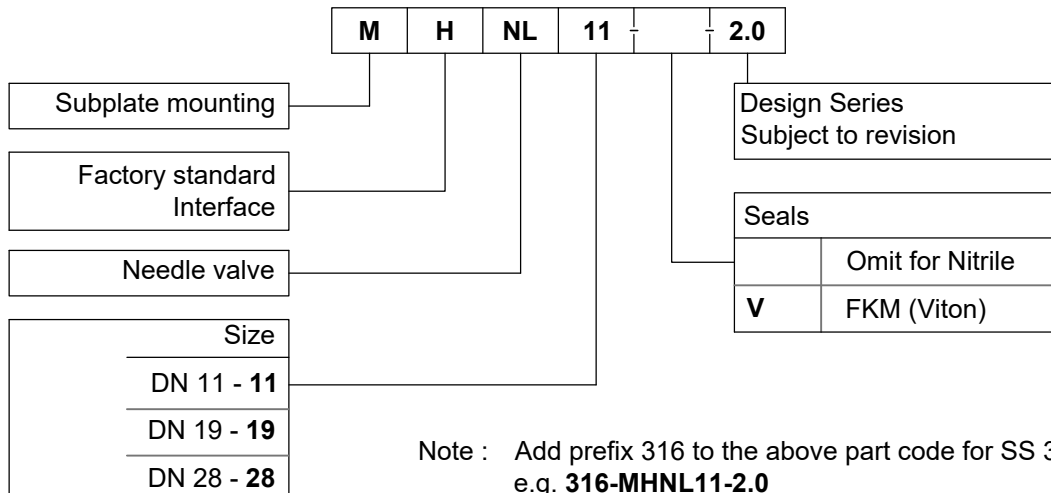 M H NL 11 - - 2.0
Subplate mounting
Factory standard
Interface
Needle valve
Size
DN 11 - 11
DN 19 - 19
DN 28 - 28
Design Series
Subject to revision
Seals
Omit for Nitrile
V FKM (Viton)
Note : Add prefix 316 to the above part code for SS
e.g. 316-MHNL11-2.0